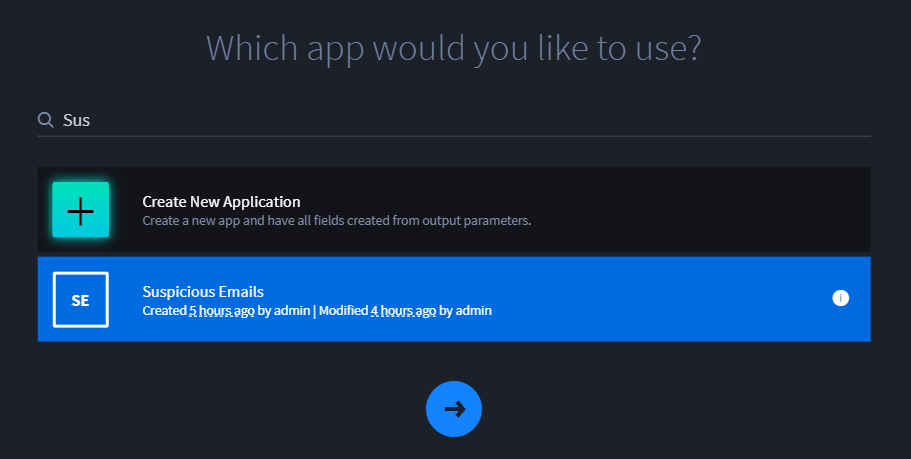 Which app would you like to use?
Sus
Create New Application
Create a new app and have all fields created from output parameters.
SE
Suspicious Emails
Created 5 hours ago by admin | Modified 4 hours ago by admin
i